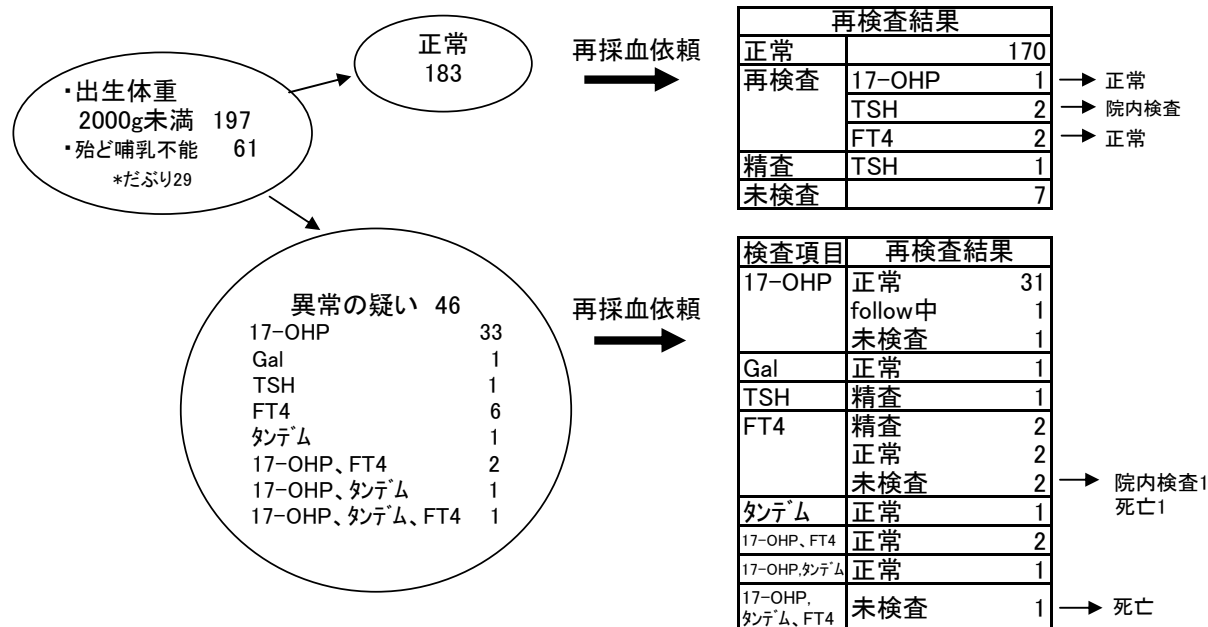 ・出生体重
2000g未満 197
・殆ど哺乳不能 61
*だぶり29
正常
183
再採血依頼
再検査結果
正常 170
再検査 17-OHP 1 → 正常
TSH 2 → 院内検査
FT4 2 → 正常
精査 TSH 1
未検査 7
異常の疑い 46
17-OHP 33
Gal 1
TSH 1
FT4 6
ﾀﾝﾃﾞﾑ 1
17-OHP、FT4 2
17-OHP、ﾀﾝﾃﾞﾑ 1
17-OHP、ﾀﾝﾃﾞﾑ、FT4 1
再採血依頼
検査項目 再検査結果
17-OHP 正常 31
follow中 1
未検査 1
Gal 正常 1
TSH 精査 1
FT4 精査 2
正常 2
未検査 2 → 院内検査1
死亡1
ﾀﾝﾃﾞﾑ 正常 1
17-OHP、FT4 正常 2
17-OHP,ﾀﾝﾃﾞﾑ 正常 1
17-OHP,
ﾀﾝﾃﾞﾑ、FT4 未検査 1 → 死亡